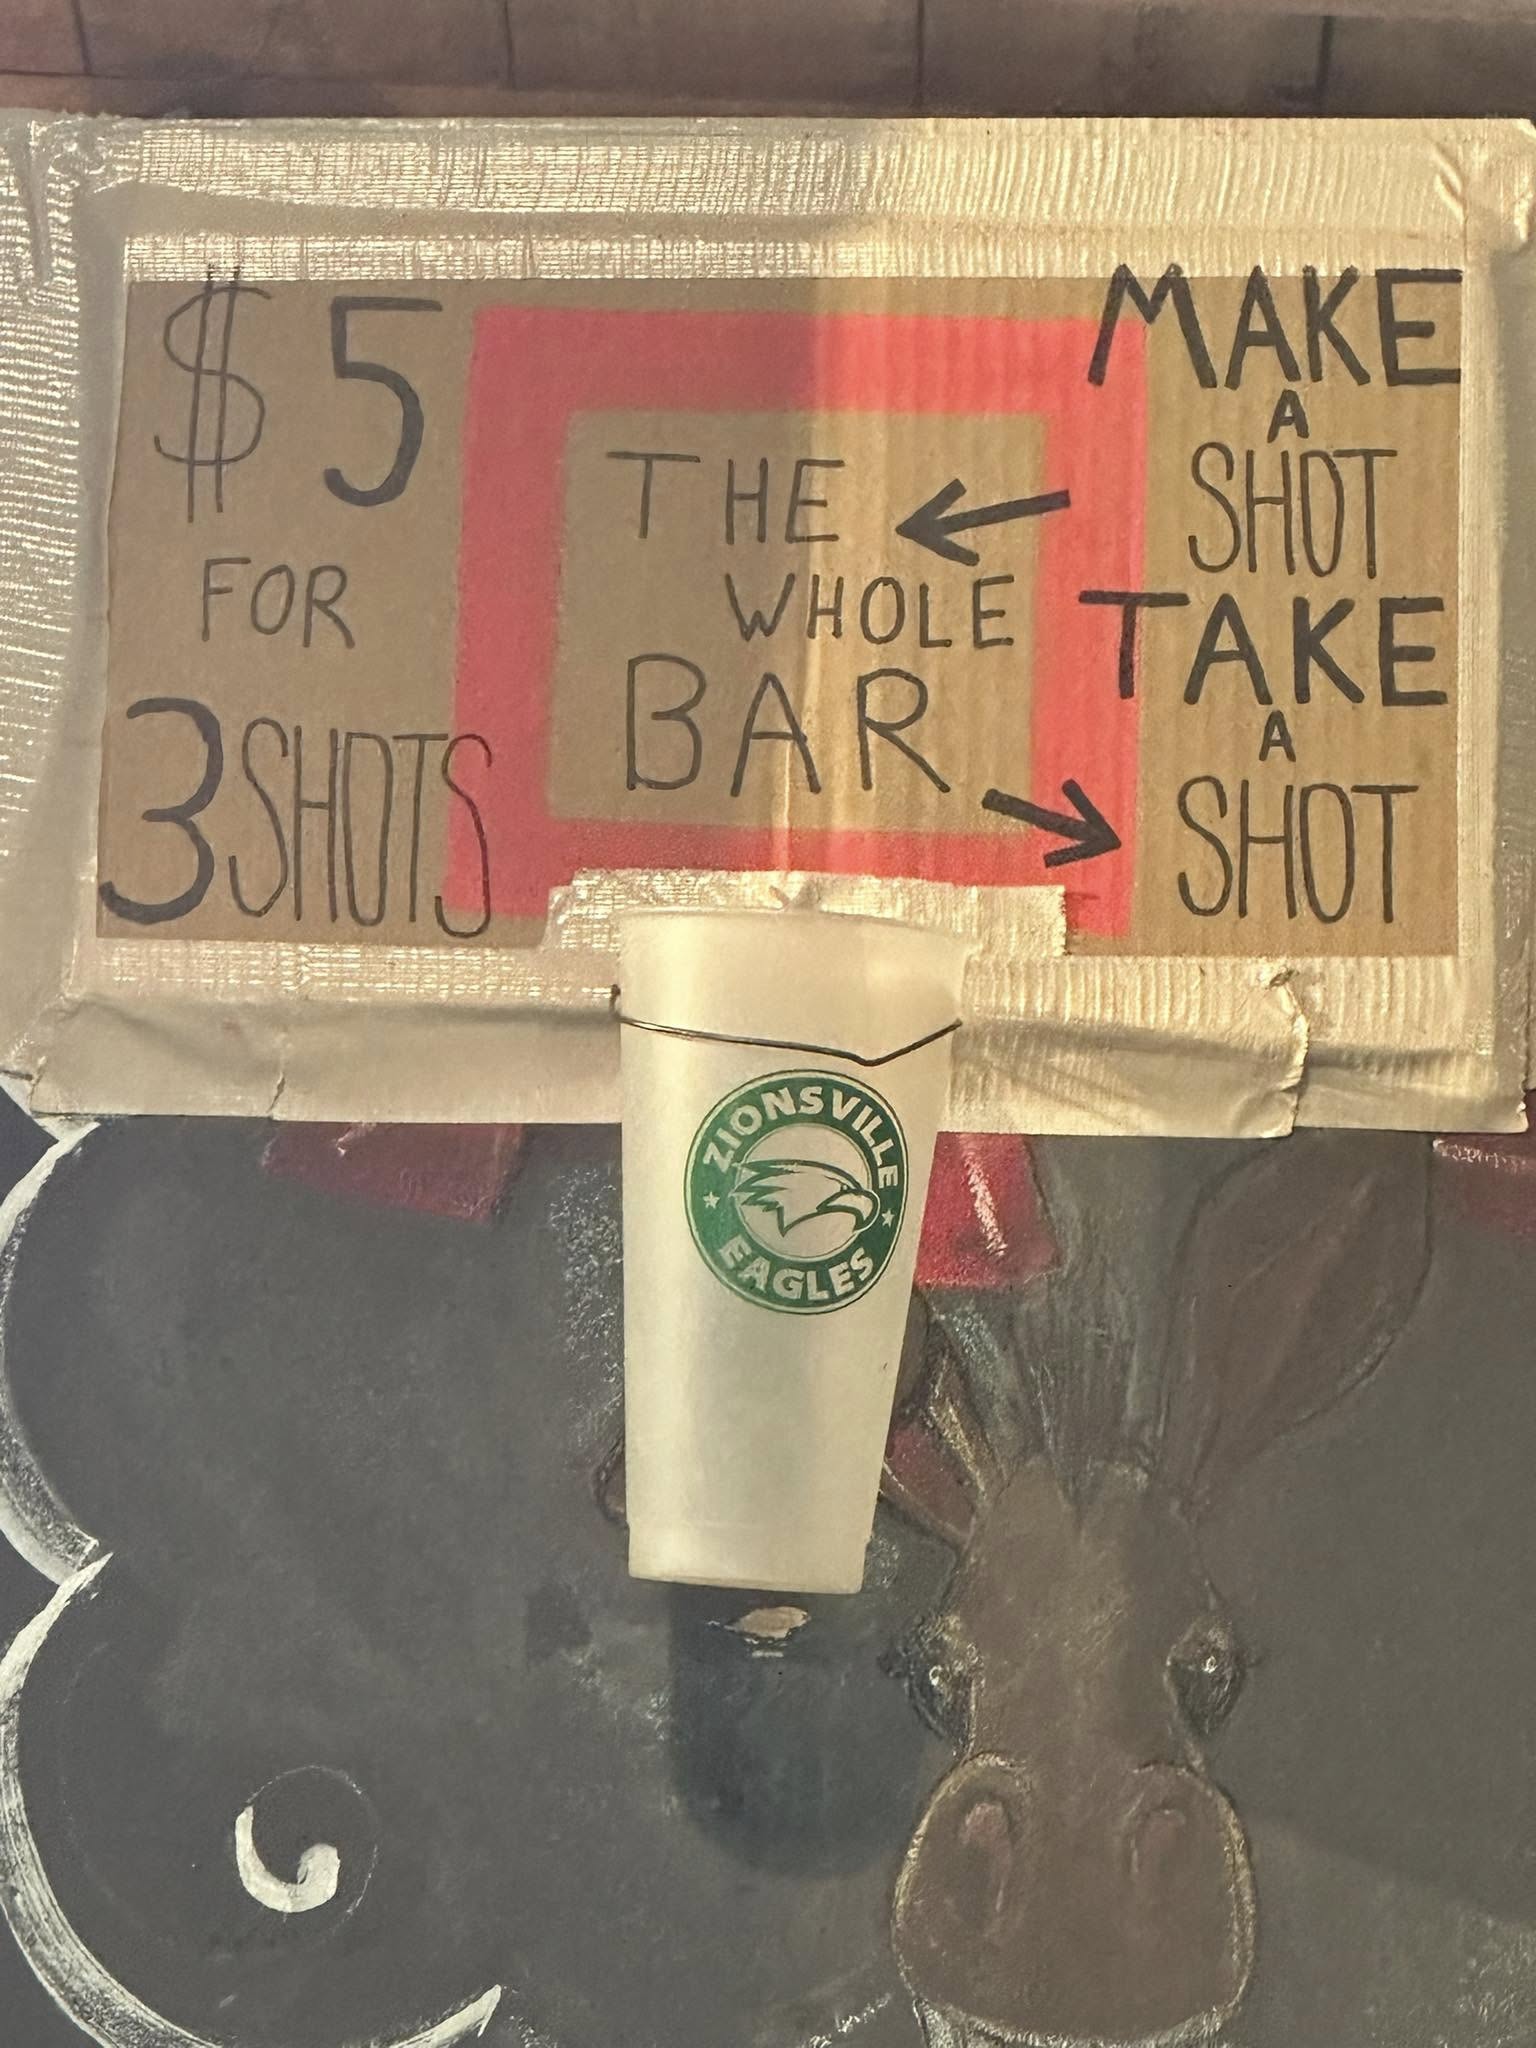 $5
FOR
3 SHOTS
THE
WHOLE
BAR
MAKE
A
SHOT
TAKE
A
SHOT
ZIONSVILLE
EAGLES